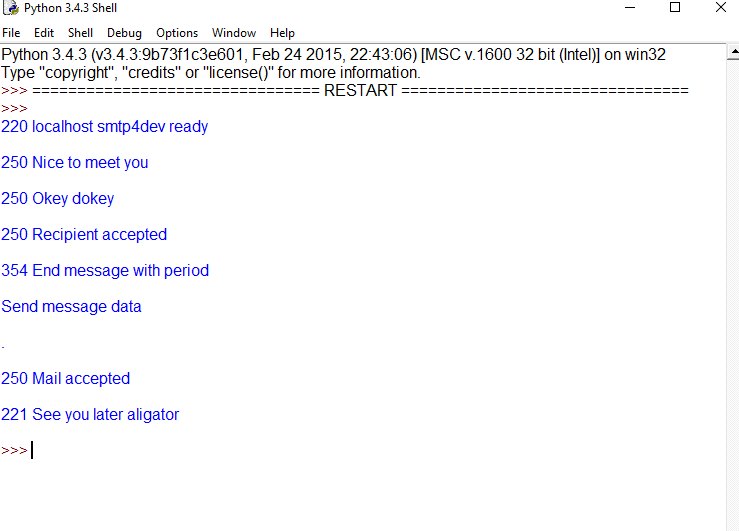 Python 3.4.3 Shell
File Edit Shell Debug Options Window Help
Python 3.4.3 (v3.4.3:9b73f1c3e601, Feb 24 2015, 22:43:06) [MSC v.1600 32 bit (Intel)] on win32
Type "copyright", "credits" or "license()" for more information.
>>> ================================ RESTART ================================
>>>
220 localhost smtp4dev ready
250 Nice to meet you
250 Okey dokey
250 Recipient accepted
354 End message with period
Send message data
.
250 Mail accepted
221 See you later aligator
>>>